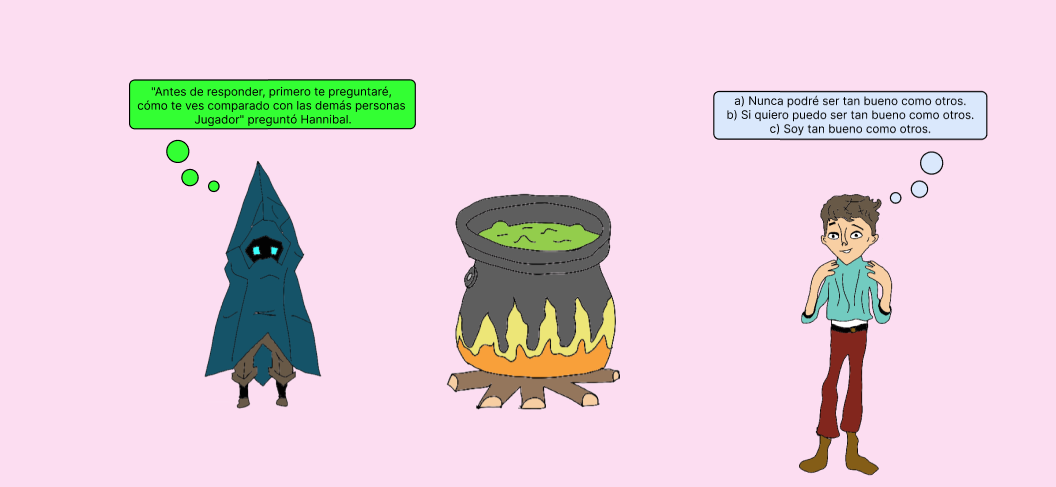 "Antes de responder, primero te preguntaré,
cómo te ves comparado con las demás personas
Jugador" preguntó Hannibal.
a) Nunca podré ser tan bueno como otros.
b) Si quiero puedo ser tan bueno como otros.
c) Soy tan bueno como otros.